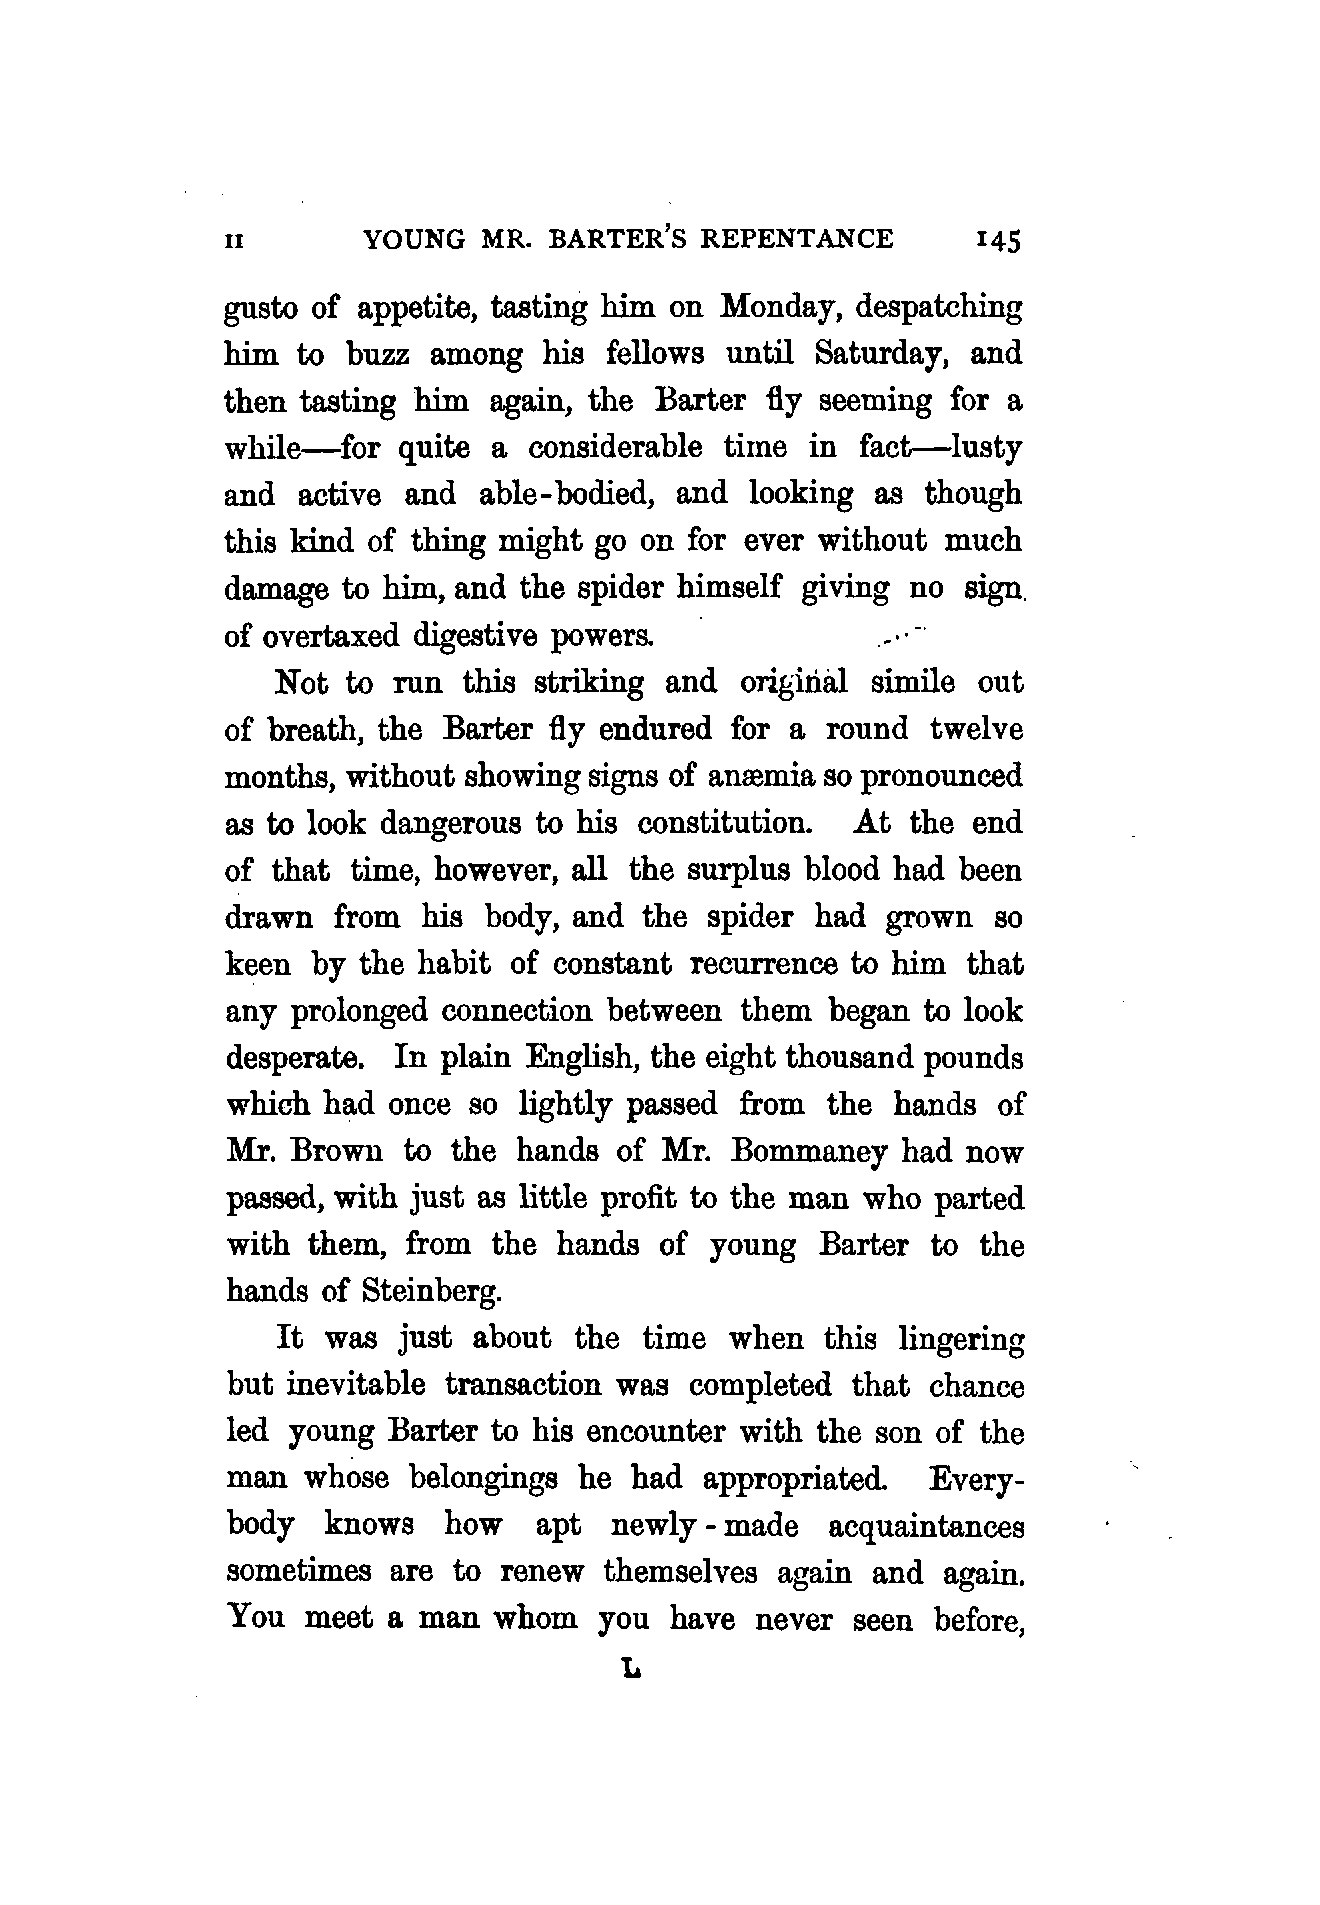 II YOUNG MR. BARTER'S REPENTANCE 145
gusto of appetite, tasting him on Monday, despatching
him to buzz among his fellows until Saturday, and
then tasting him again, the Barter fly seeming for a
while—for quite a considerable time in fact—lusty
and active and able-bodied, and looking as though
this kind of thing might go on for ever without much
damage to him, and the spider himself giving no sign
of overtaxed digestive powers.
Not to run this striking and original simile out
of breath, the Barter fly endured for a round twelve
months, without showing signs of anæmia so pronounced
as to look dangerous to his constitution. At the end
of that time, however, all the surplus blood had been
drawn from his body, and the spider had grown so
keen by the habit of constant recurrence to him that
any prolonged connection between them began to look
desperate. In plain English, the eight thousand pounds
which had once so lightly passed from the hands of
Mr. Brown to the hands of Mr. Bommaney had now
passed, with just as little profit to the man who parted
with them, from the hands of young Barter to the
hands of Steinberg.
It was just about the time when this lingering
but inevitable transaction was completed that chance
led young Barter to his encounter with the son of the
man whose belongings he had appropriated. Every-
body knows how apt newly-made acquaintances
sometimes are to renew themselves again and again.
You meet a man whom you have never seen before,
L